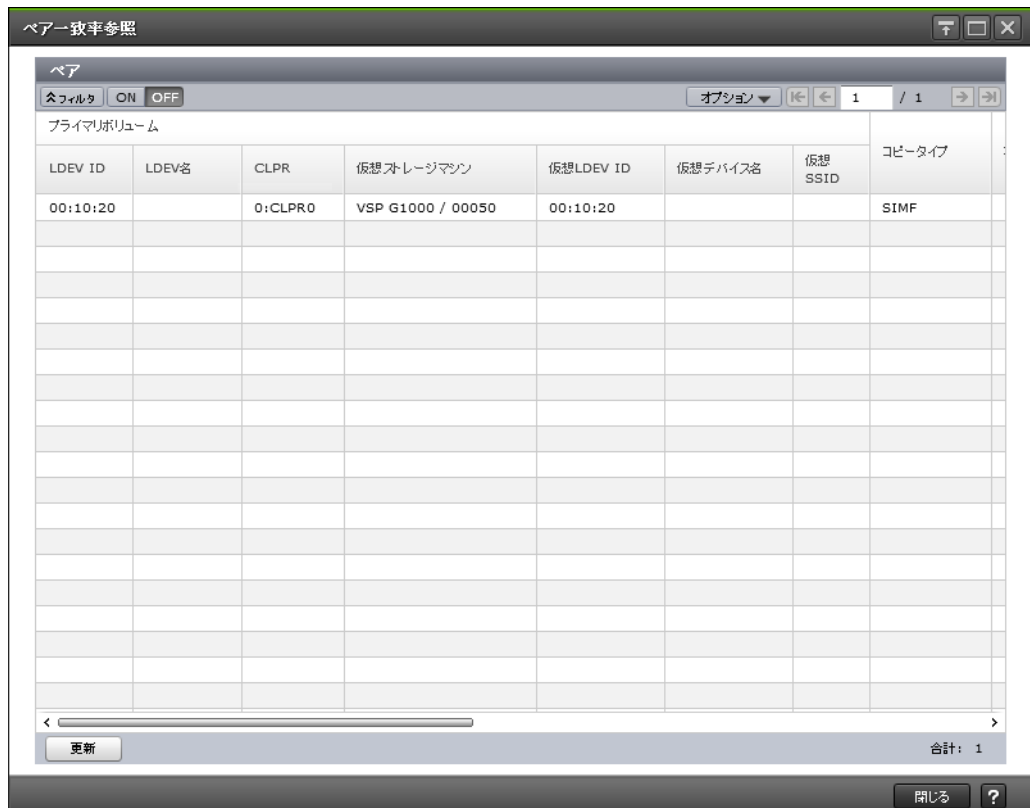 ペア一致率参照
ペア
フィルタ ON OFF オプション 1 / 1
プライマリボリューム
LDEV ID LDEV名 CLPR 仮想ストレージマシン 仮想LDEV ID 仮想デバイス名 仮想 SSID コピータイプ
00:10:20 0:CLPR0 VSP G1000 / 00050 00:10:20 SIMF
更新 合計: 1
閉じる ?